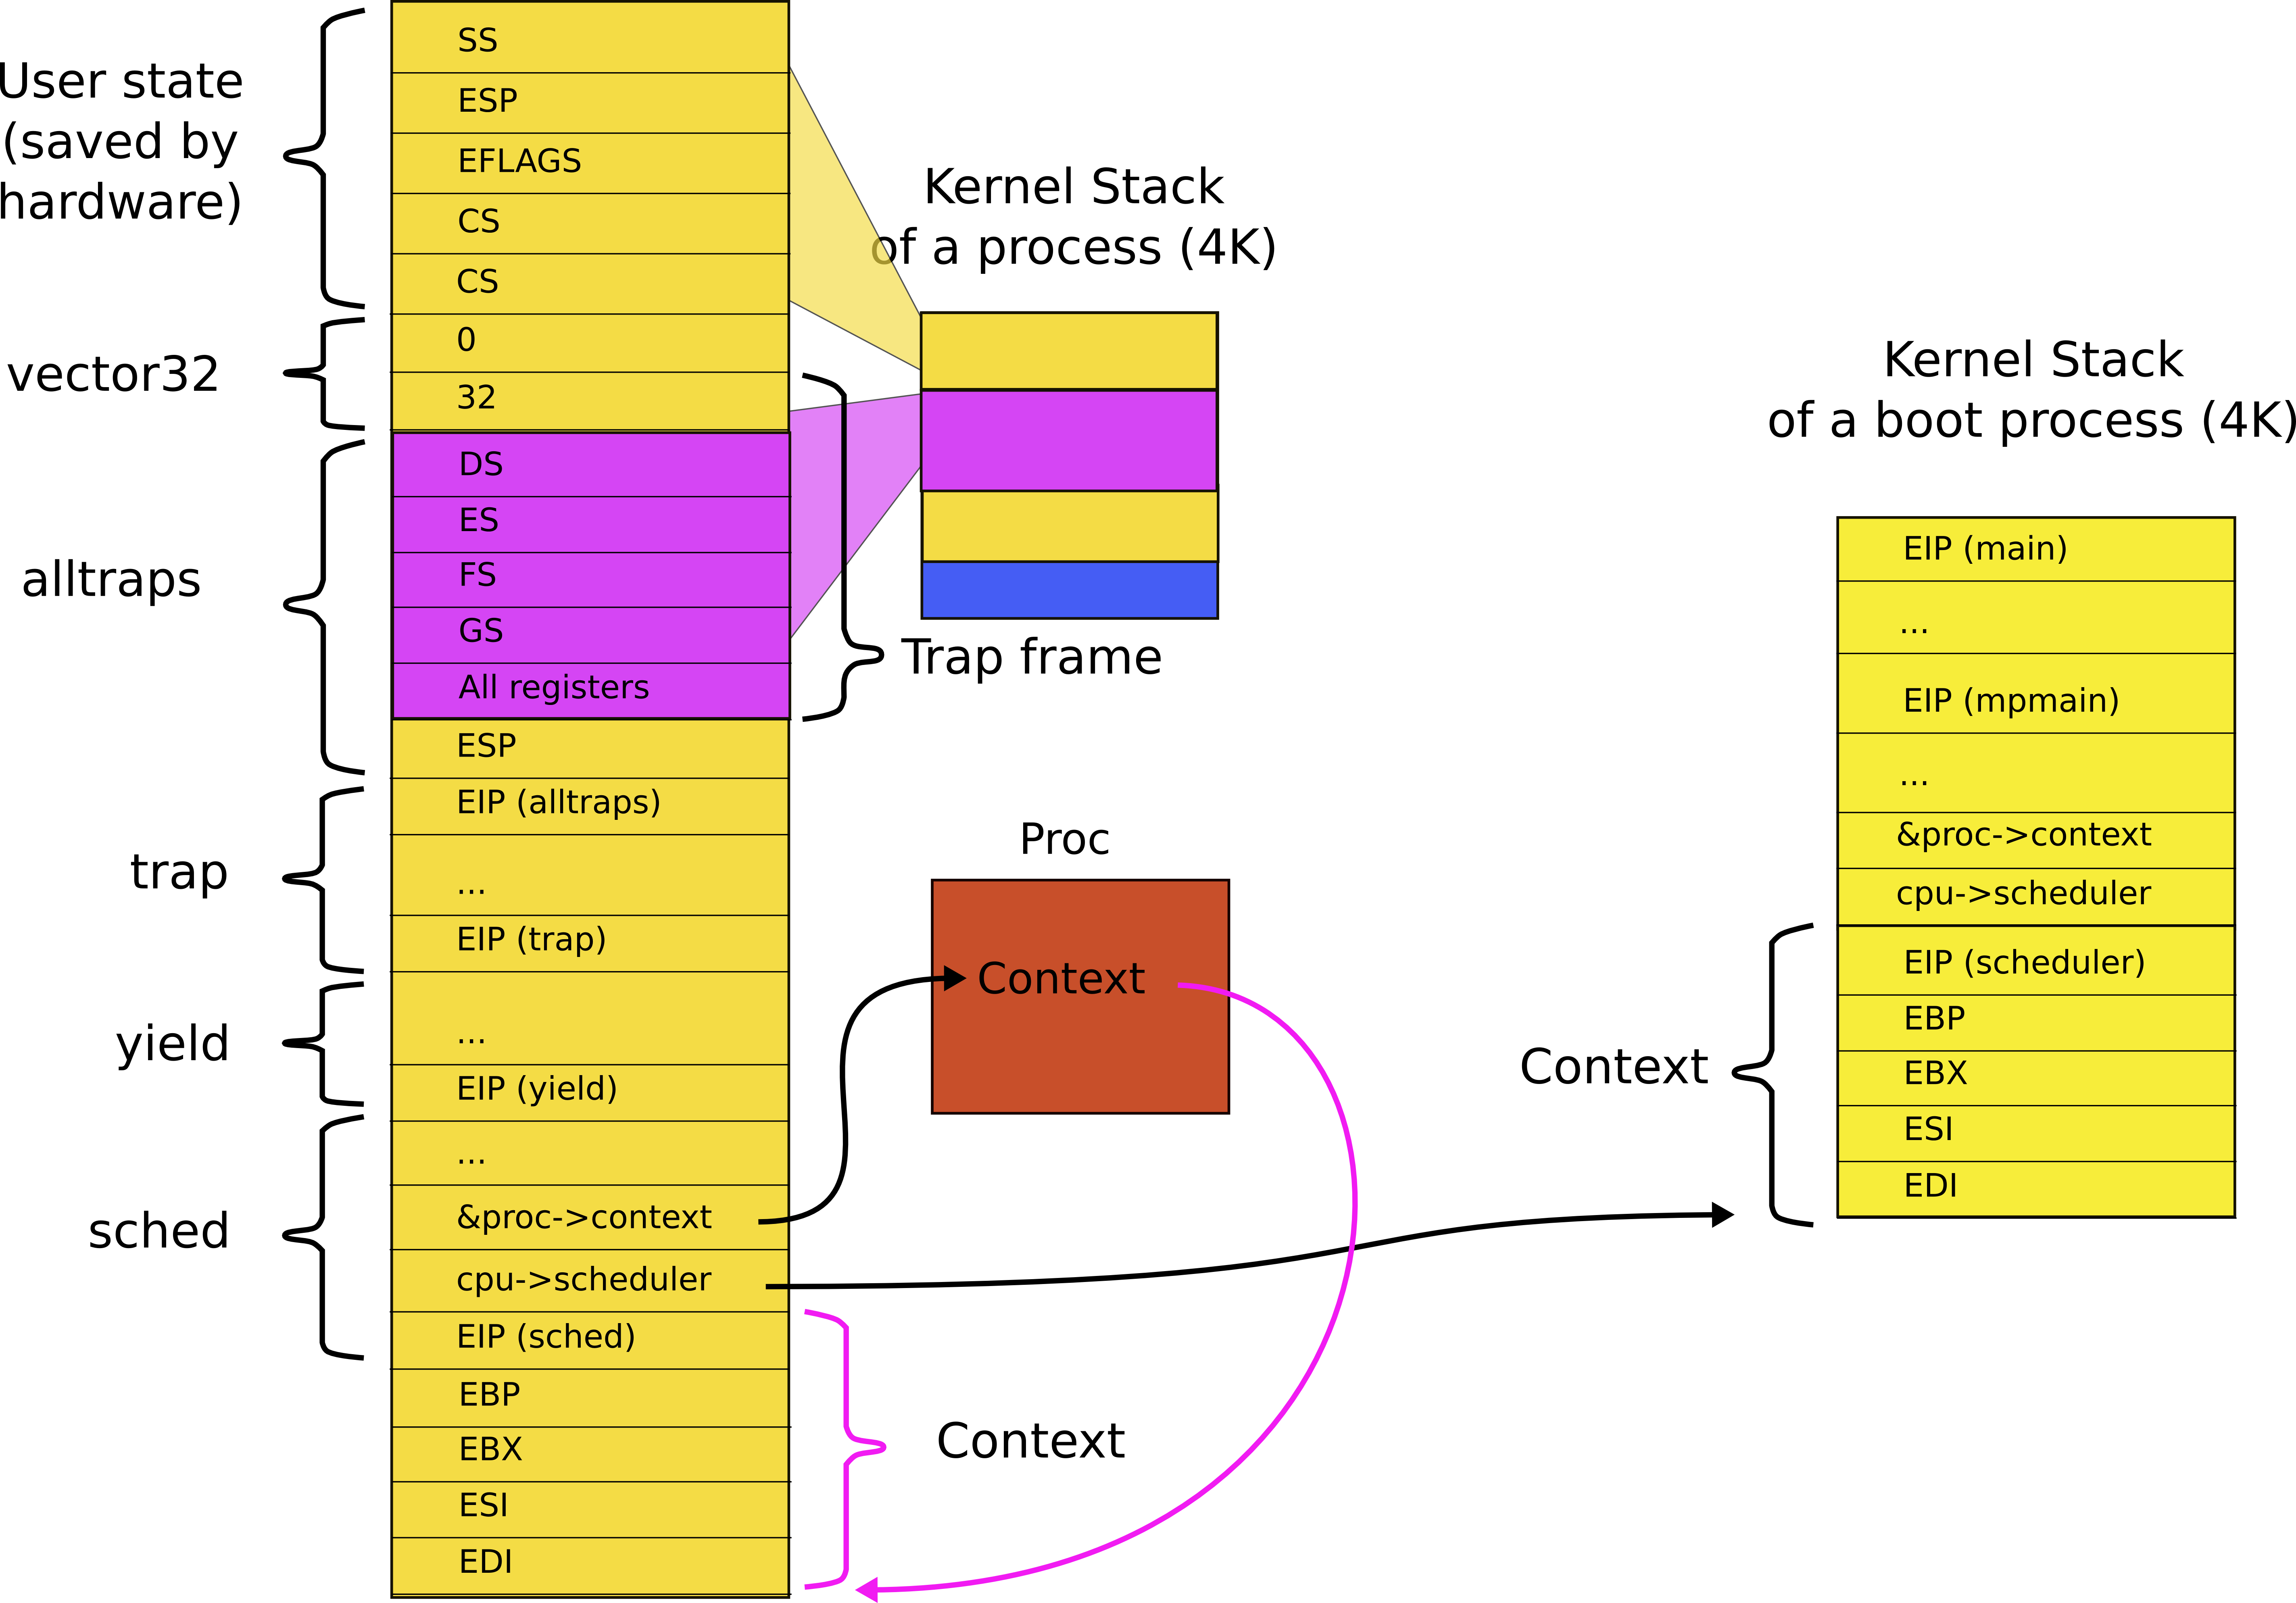 User state
(saved by
hardware)
vector32
alltraps
trap
yield
sched
SS
ESP
EFLAGS
CS
CS
0
32
DS
ES
FS
GS
All registers
ESP
EIP (alltraps)
...
EIP (trap)
...
EIP (yield)
...
&proc->context
cpu->scheduler
EIP (sched)
EBP
EBX
ESI
EDI
Kernel Stack
of a process (4K)
Trap frame
Proc
Context
Context
Kernel Stack
of a boot process (4K)
EIP (main)
...
EIP (mpmain)
...
&proc->context
cpu->scheduler
EIP (scheduler)
EBP
EBX
ESI
EDI
Context